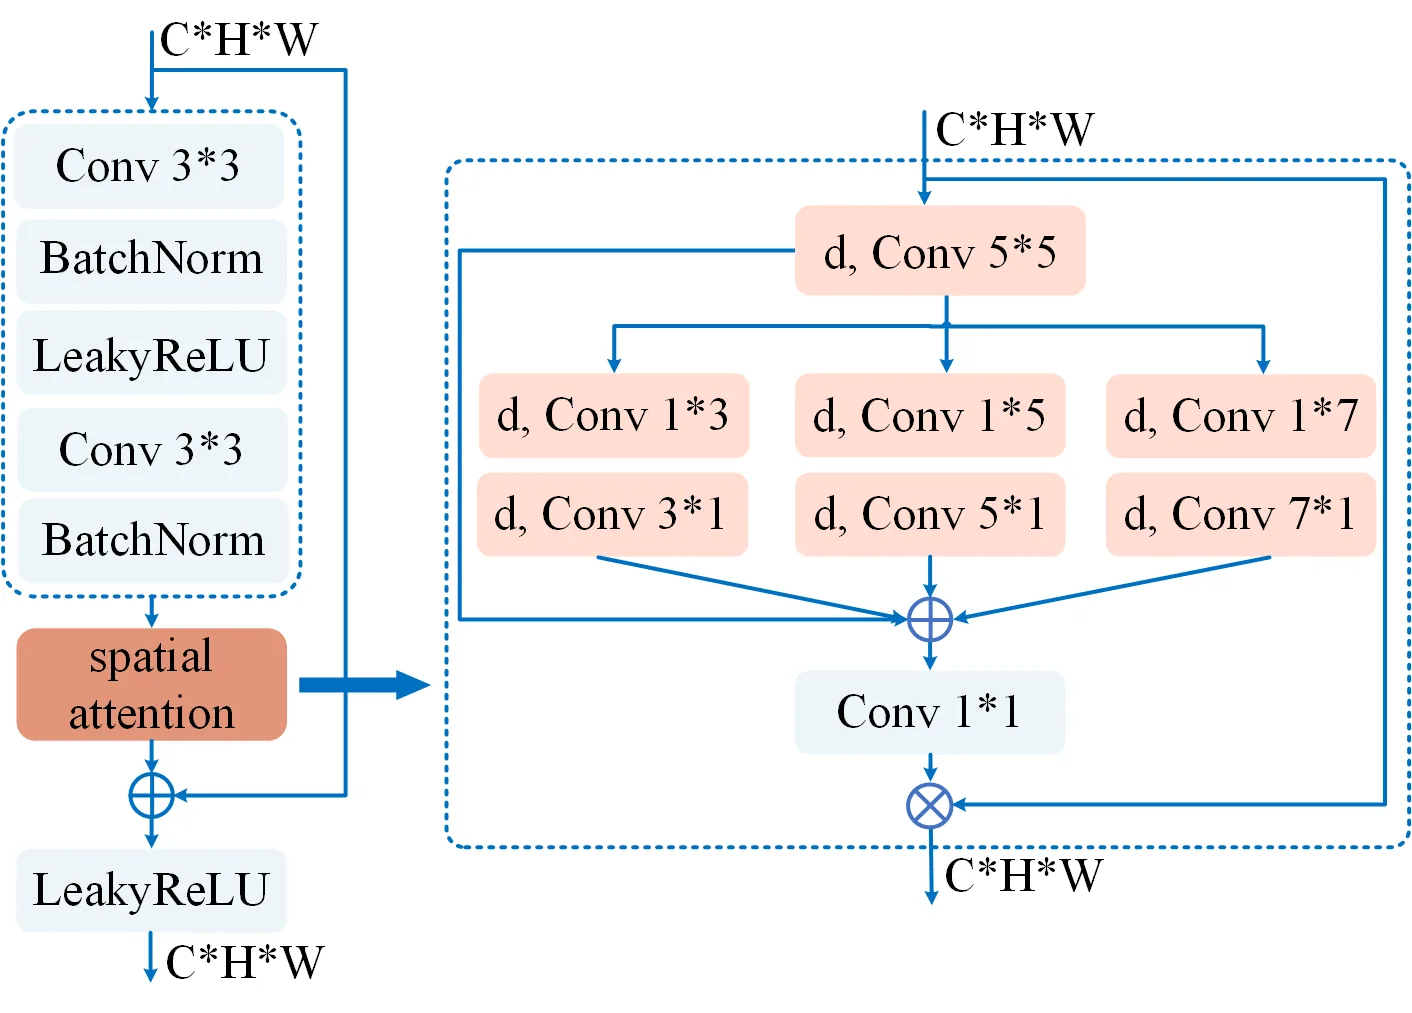 C*H*W
Conv 3*3
BatchNorm
LeakyReLU
Conv 3*3
BatchNorm
spatial
attention
LeakyReLU
C*H*W
C*H*W
d, Conv 5*5
d, Conv 1*3
d, Conv 1*5
d, Conv 1*7
d, Conv 3*1
d, Conv 5*1
d, Conv 7*1
Conv 1*1
C*H*W